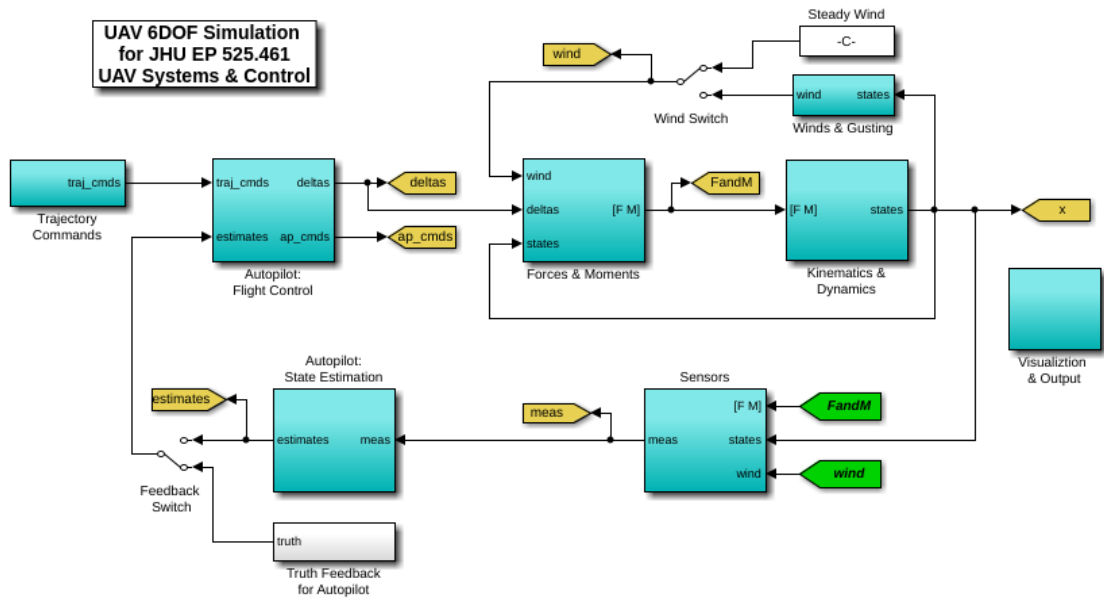 UAV 6DOF Simulation
for JHU EP 525.461
UAV Systems & Control
Steady Wind
-C-
wind
Wind Switch
wind
states
Winds & Gusting
traj_cmds
Trajectory
Commands
traj_cmds
deltas
estimates
ap_cmds
Autopilot:
Flight Control
deltas
ap_cmds
wind
deltas
[F M]
states
Forces & Moments
FandM
[F M]
states
Kinematics &
Dynamics
x
Visualiztion
& Output
Autopilot:
State Estimation
estimates
meas
estimates
Feedback
Switch
truth
Truth Feedback
for Autopilot
meas
Sensors
[F M]
meas
states
wind
FandM
wind